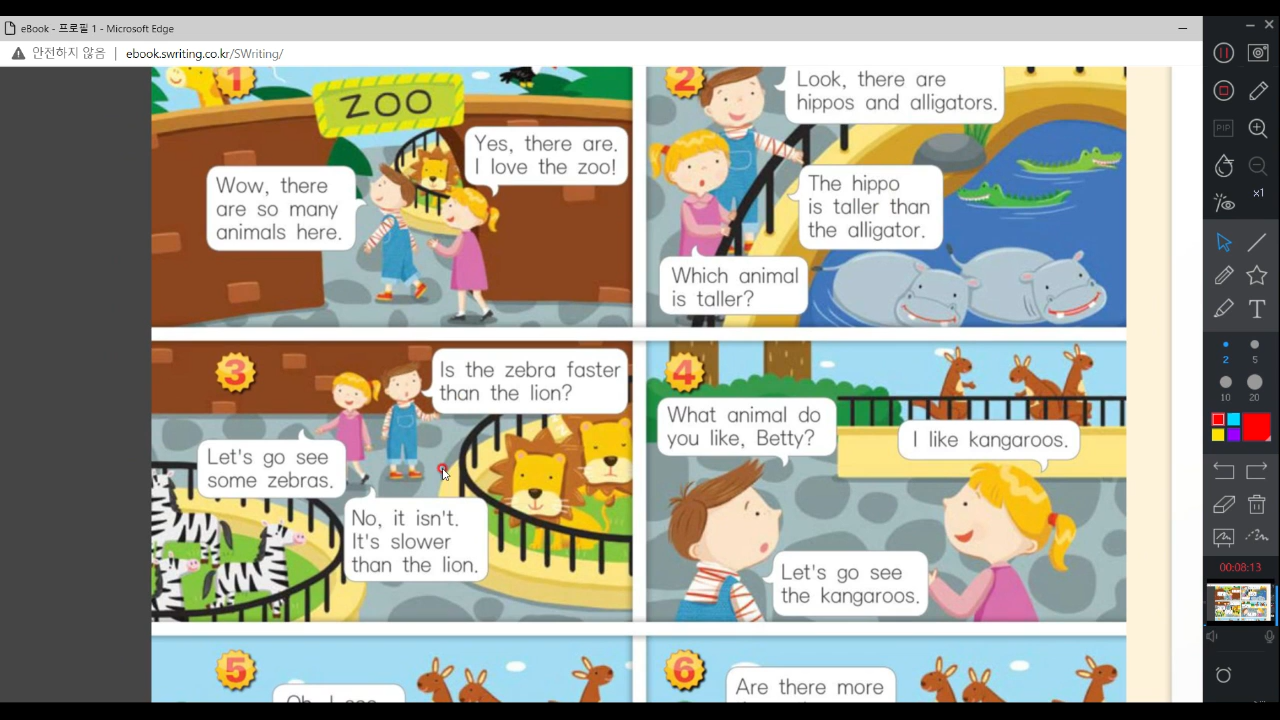 eBook - 프로필 1 - Microsoft Edge
안전하지 않음 | ebook.swriting.co.kr/SWriting/
1
ZOO
Yes, there are.
I love the zoo!
Wow, there
are so many
animals here.
2
Look, there are
hippos and alligators.
The hippo
is taller than
the alligator.
Which animal
is taller?
3
Is the zebra faster
than the lion?
Let's go see
some zebras.
No, it isn't.
It's slower
than the lion.
4
What animal do
you like, Betty?
I like kangaroos.
Let's go see
the kangaroos.
5
6
Are there more
PIP
x1
T
2
5
10
20
00:08:13